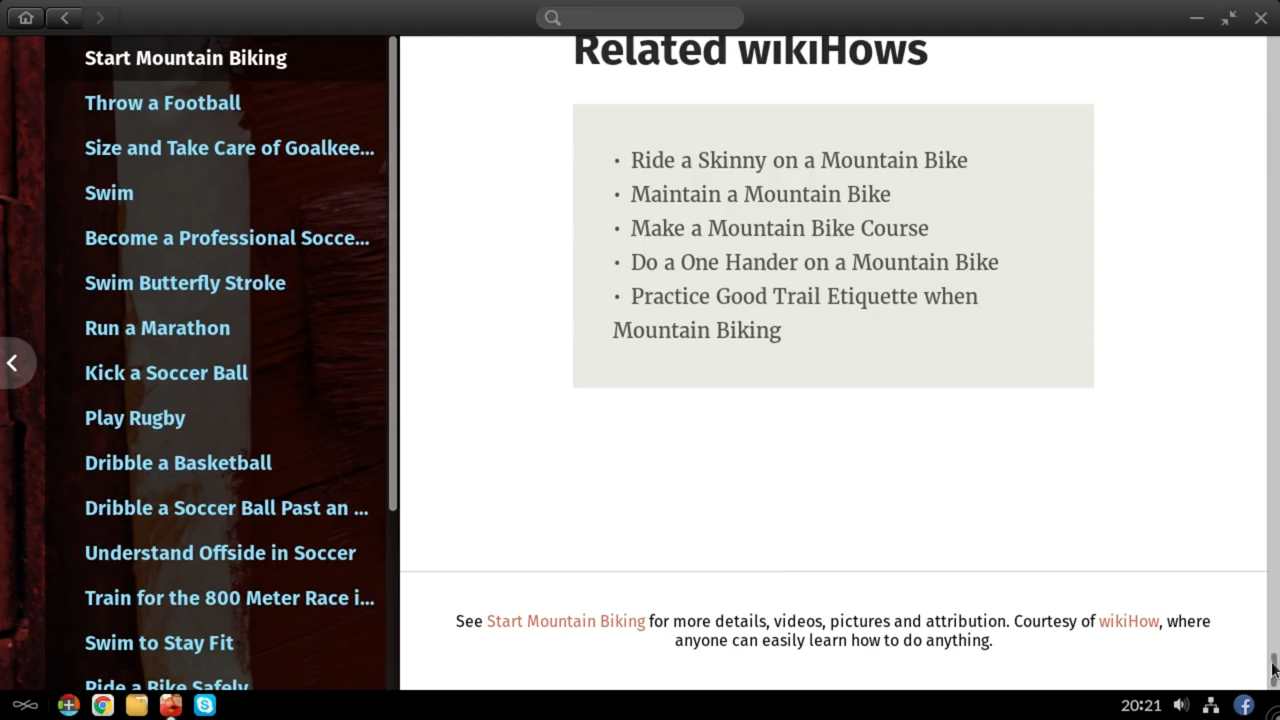 Start Mountain Biking
Throw a Football
Size and Take Care of Goalkee...
Swim
Become a Professional Socce...
Swim Butterfly Stroke
Run a Marathon
Kick a Soccer Ball
Play Rugby
Dribble a Basketball
Dribble a Soccer Ball Past an ...
Understand Offside in Soccer
Train for the 800 Meter Race i...
Swim to Stay Fit
Ride a Bike Safely
Related wikiHows
• Ride a Skinny on a Mountain Bike
• Maintain a Mountain Bike
• Make a Mountain Bike Course
• Do a One Hander on a Mountain Bike
• Practice Good Trail Etiquette when
Mountain Biking
See Start Mountain Biking for more details, videos, pictures and attribution. Courtesy of wikiHow, where
anyone can easily learn how to do anything.
20:21